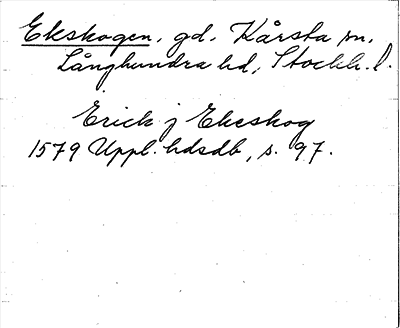 Ekskogen, gd. Kårsta sn,
Långhundra hd, Stockh. l.
Erick j Ekeskog
1579 Uppl. hdsdb, s. 97.